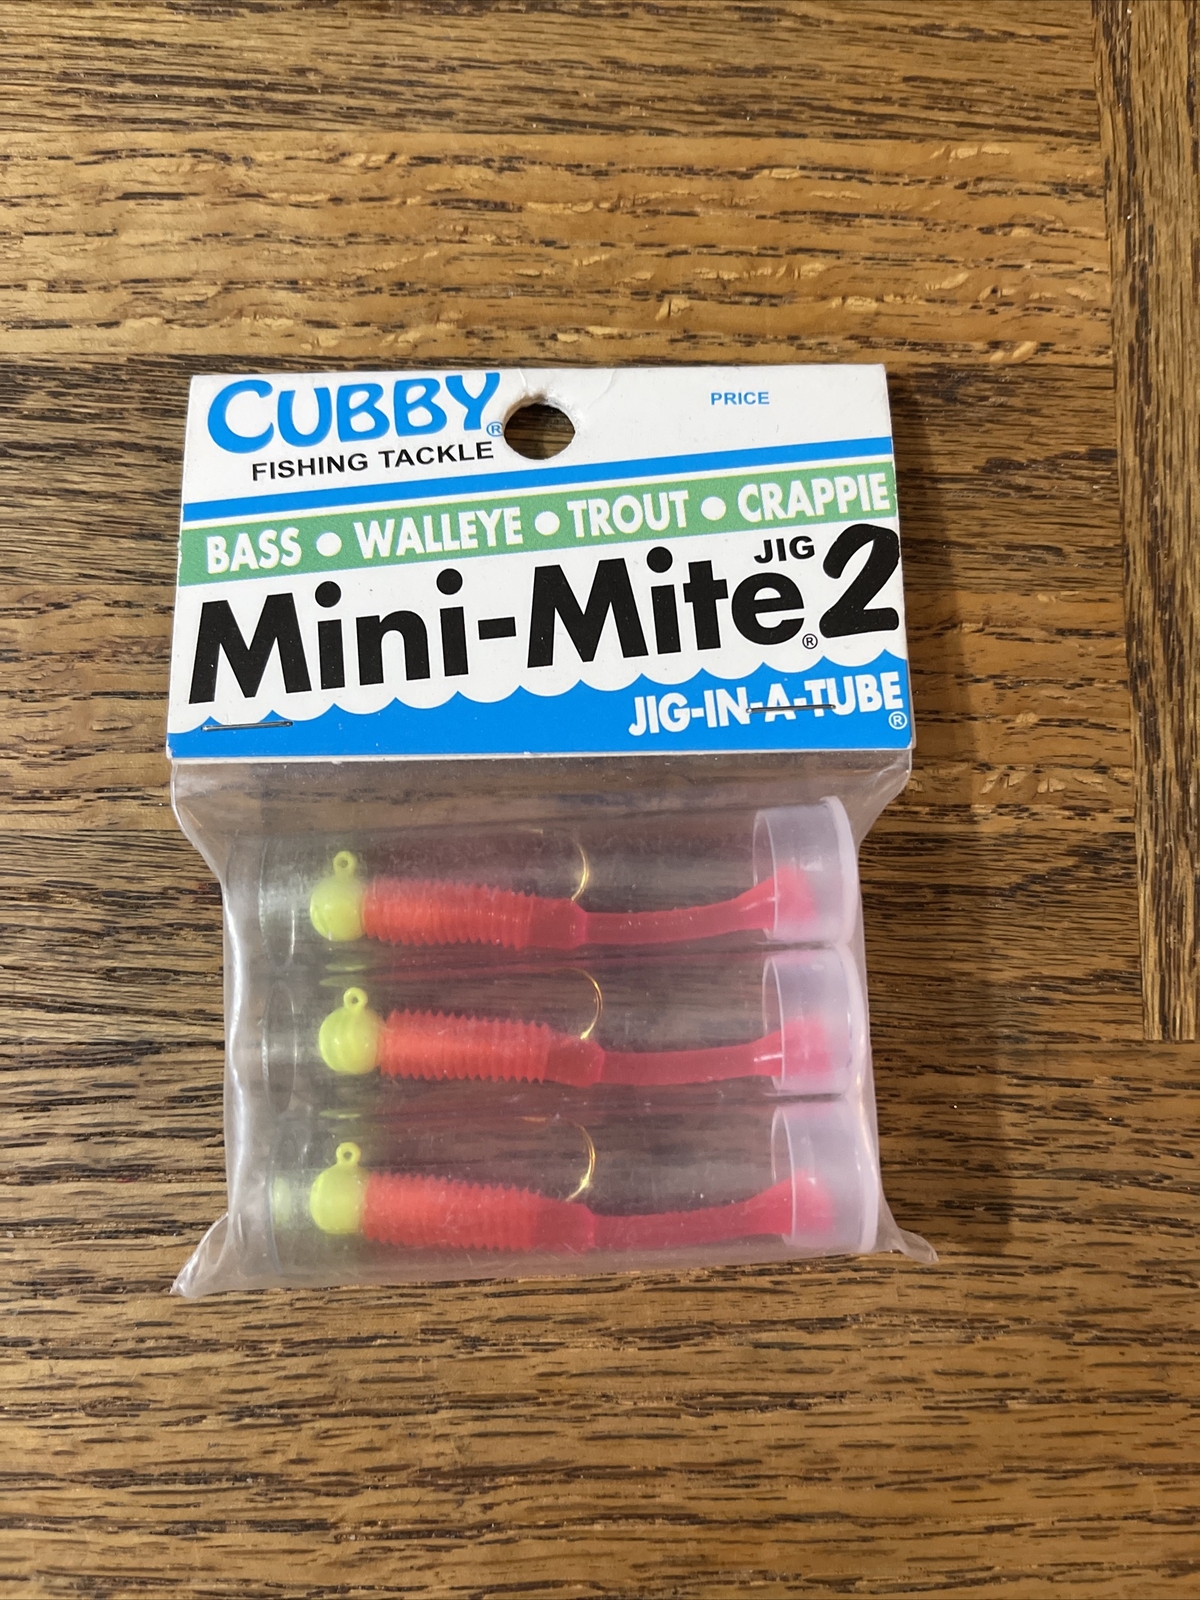 CUBBY®
FISHING TACKLE
PRICE
BASS • WALLEYE • TROUT • CRAPPIE
JIG
Mini-Mite®2
JIG-IN-A-TUBE®